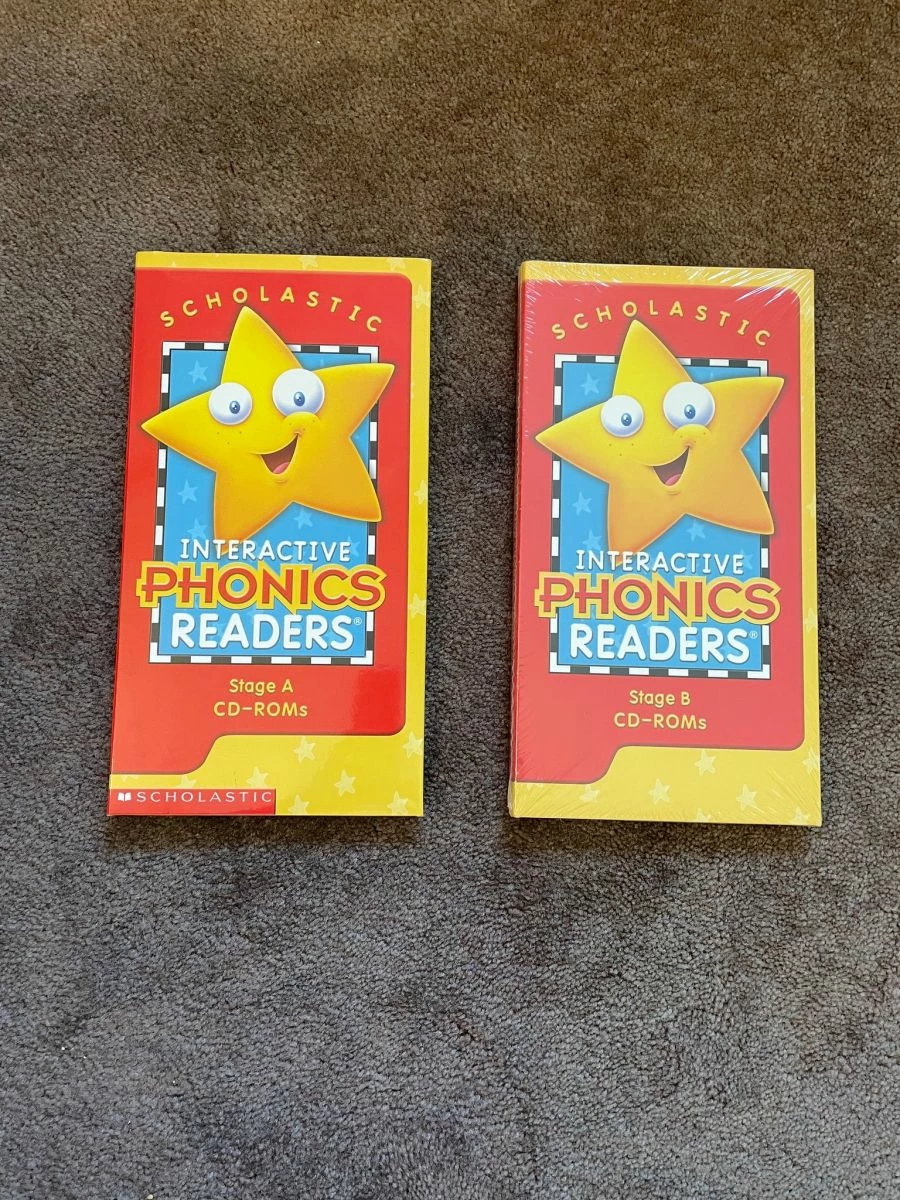 SCHOLASTIC
INTERACTIVE
PHONICS
READERS®
Stage A
CD-ROMs
SCHOLASTIC
SCHOLASTIC
INTERACTIVE
PHONICS
READERS®
Stage B
CD-ROMs